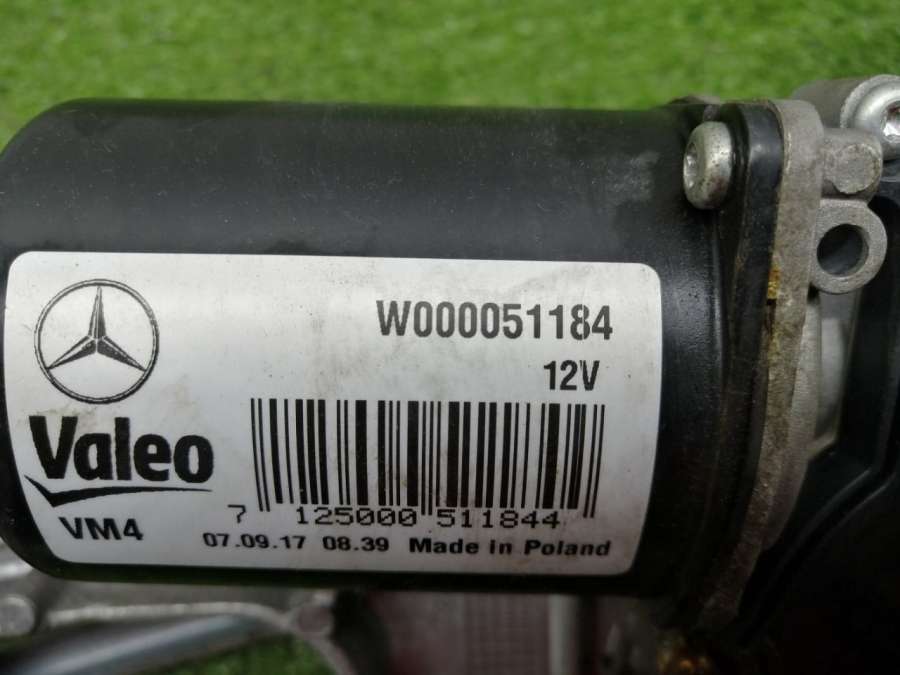 W000051184
12V
Valeo
VM4
7 125000 511844
07.09.17 08.39 Made in Poland